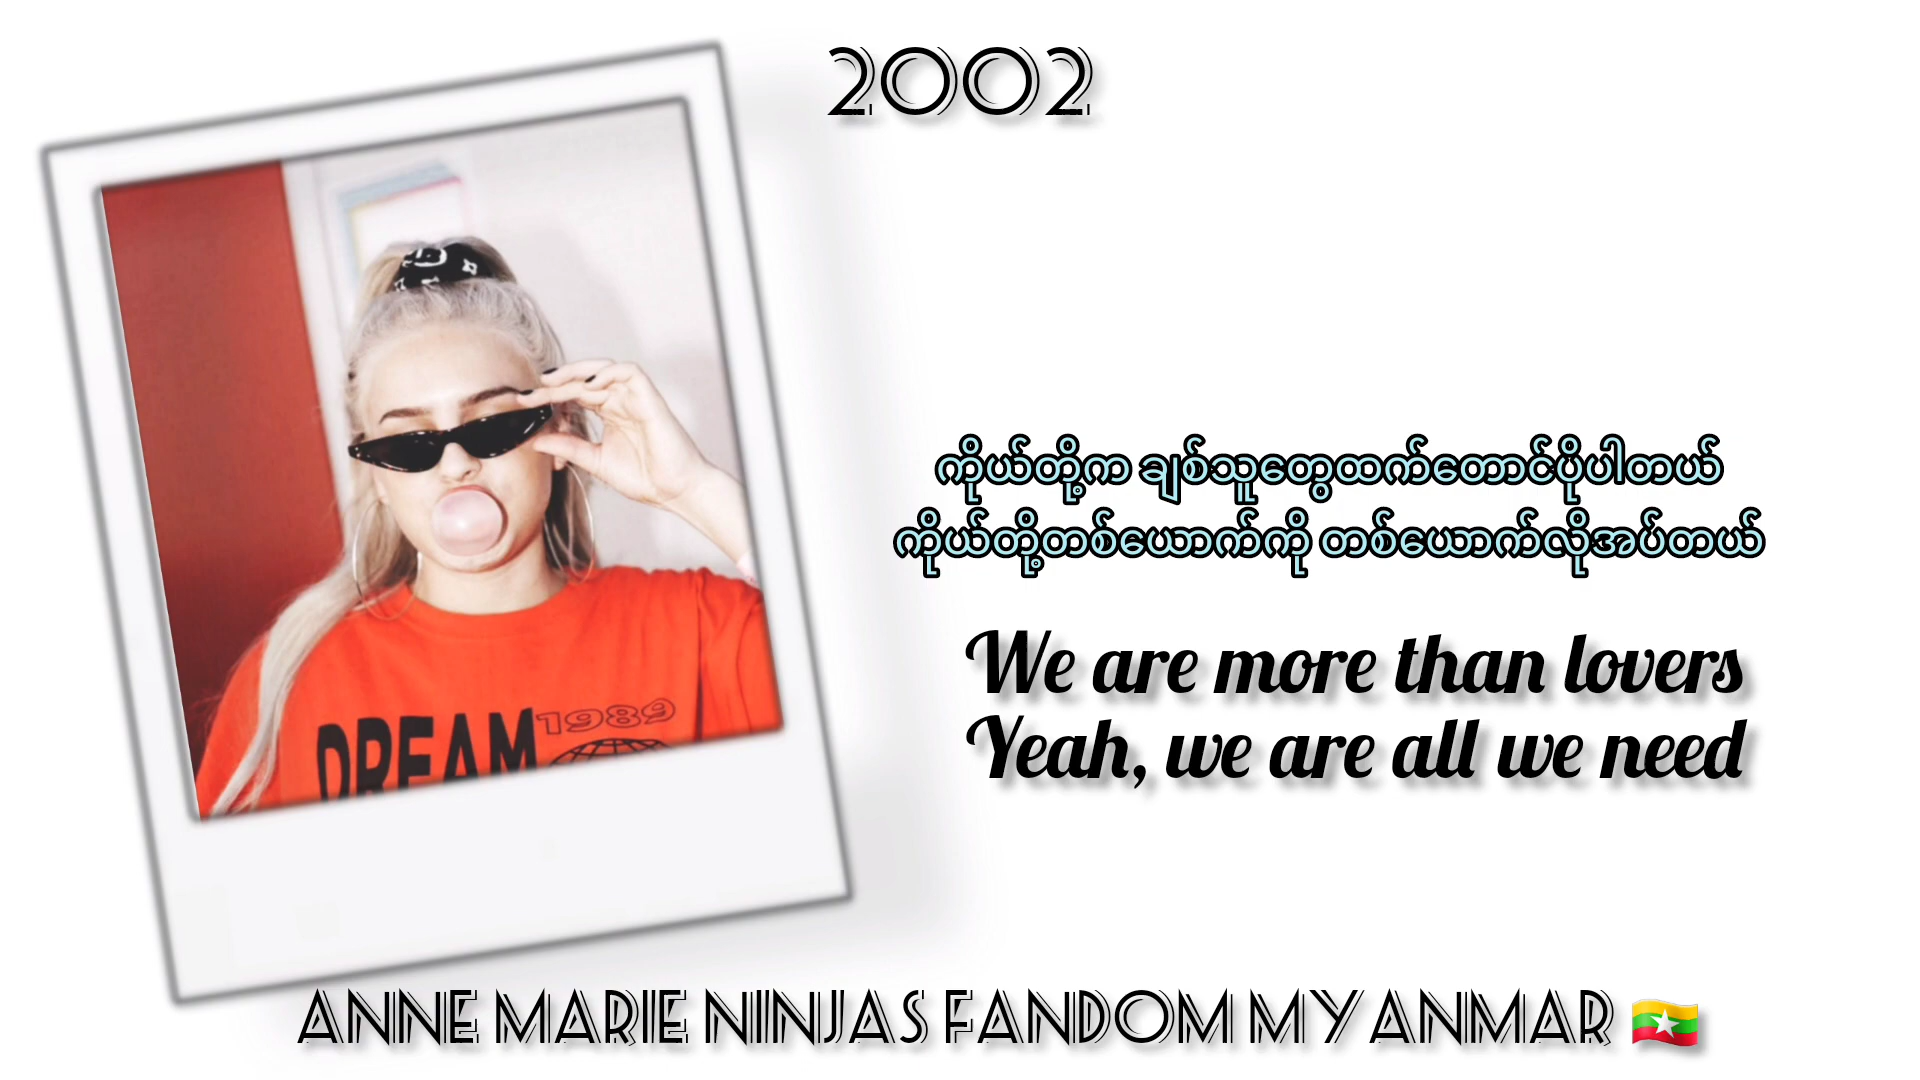 2002
ကိုယ်တို့က ချစ်သူတွေထက်တောင်ပိုပါတယ်
ကိုယ်တို့တစ်ယောက်ကို တစ်ယောက်လိုအပ်တယ်
We are more than lovers
Yeah, we are all we need
DREAM 1989
ANNE MARIE NINJAS FANDOM MYANMAR 🇲🇲